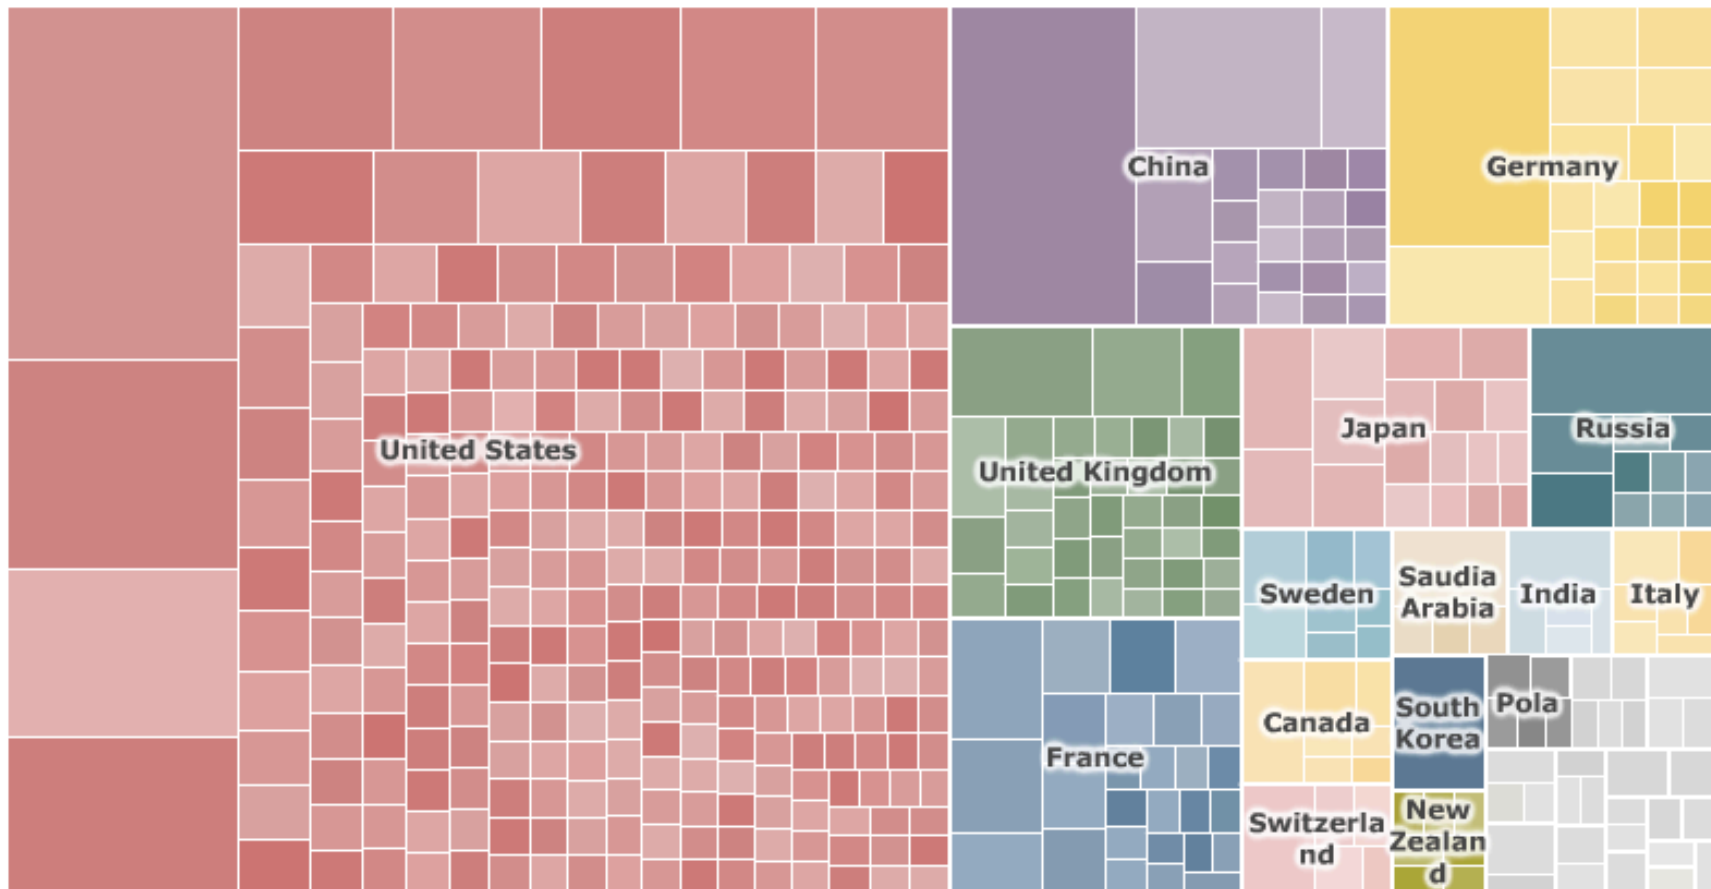 China
Germany
United States
United Kingdom
Japan
Russia
Sweden
Saudia
Arabia
India
Italy
Canada
South
Korea
Pola
France
Switzerla
nd
New
Zealan
d